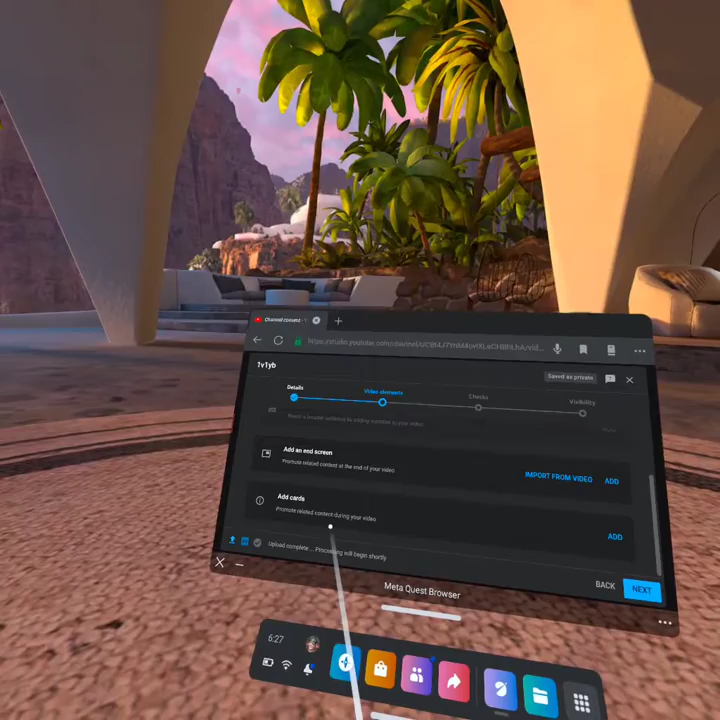 Channel content -
1v1yb
Saved as private
Details
Video elements
Checks
Visibility
Add an end screen
Promote related content at the end of your video
IMPORT FROM VIDEO
ADD
Add cards
Promote related content during your video
ADD
Upload complete ... Processing will begin shortly
BACK
NEXT
Meta Quest Browser
6:27